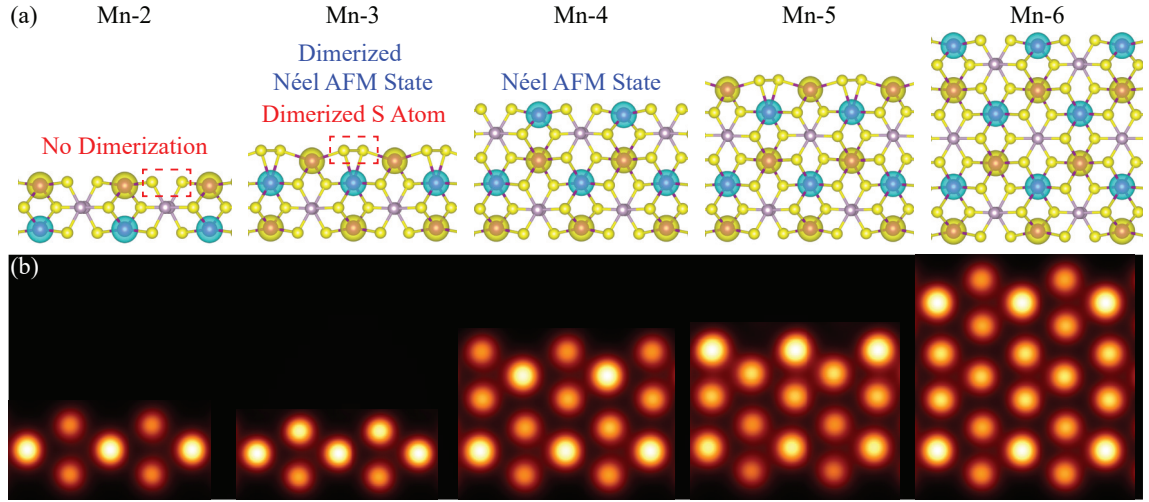 (a)
Mn-2
Mn-3
Mn-4
Mn-5
Mn-6
Dimerized
Néel AFM State
Néel AFM State
Dimerized S Atom
No Dimerization
(b)